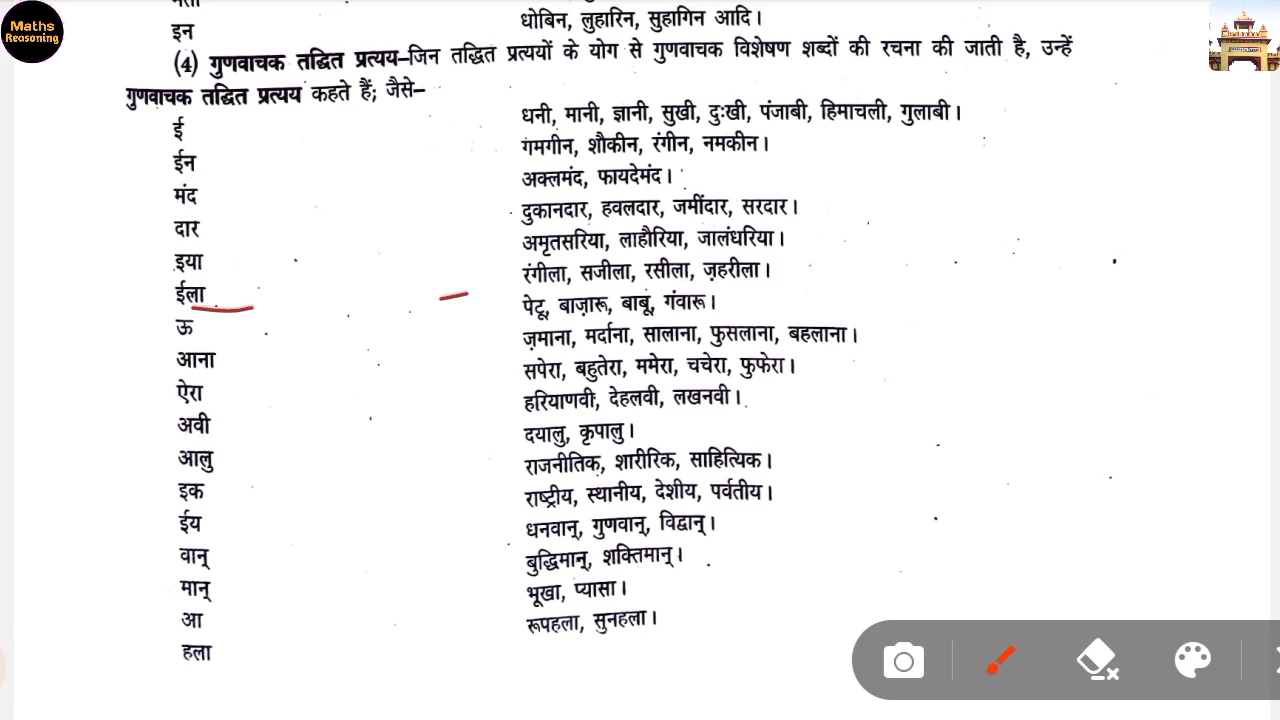 Maths
Reasoning
इन धोबिन, लुहारिन, सुहागिन आदि।
(4) गुणवाचक तद्धित प्रत्यय–जिन तद्धित प्रत्ययों के योग से गुणवाचक विशेषण शब्दों की रचना की जाती है, उन्हें
गुणवाचक तद्धित प्रत्यय कहते हैं; जैसे–
ई धनी, मानी, ज्ञानी, सुखी, दुःखी, पंजाबी, हिमाचली, गुलाबी।
ईन गमगीन, शौकीन, रंगीन, नमकीन।
मंद अक्लमंद, फायदेमंद।
दार दुकानदार, हवलदार, जमींदार, सरदार।
इया अमृतसरिया, लाहौरिया, जालंधरिया।
ईला रंगीला, सजीला, रसीला, ज़हरीला।
ऊ पेटू, बाज़ारू, बाबू, गंवारू।
आना ज़माना, मर्दाना, सालाना, फुसलाना, बहलाना।
ऐरा सपेरा, बहुतेरा, ममेरा, चचेरा, फुफेरा।
अवी हरियाणवी, देहलवी, लखनवी।
आलु दयालु, कृपालु।
इक राजनीतिक, शारीरिक, साहित्यिक।
ईय राष्ट्रीय, स्थानीय, देशीय, पर्वतीय।
वान् धनवान्, गुणवान्, विद्वान्।
मान् बुद्धिमान्, शक्तिमान्।
आ भूखा, प्यासा।
हला रूपहला, सुनहला।